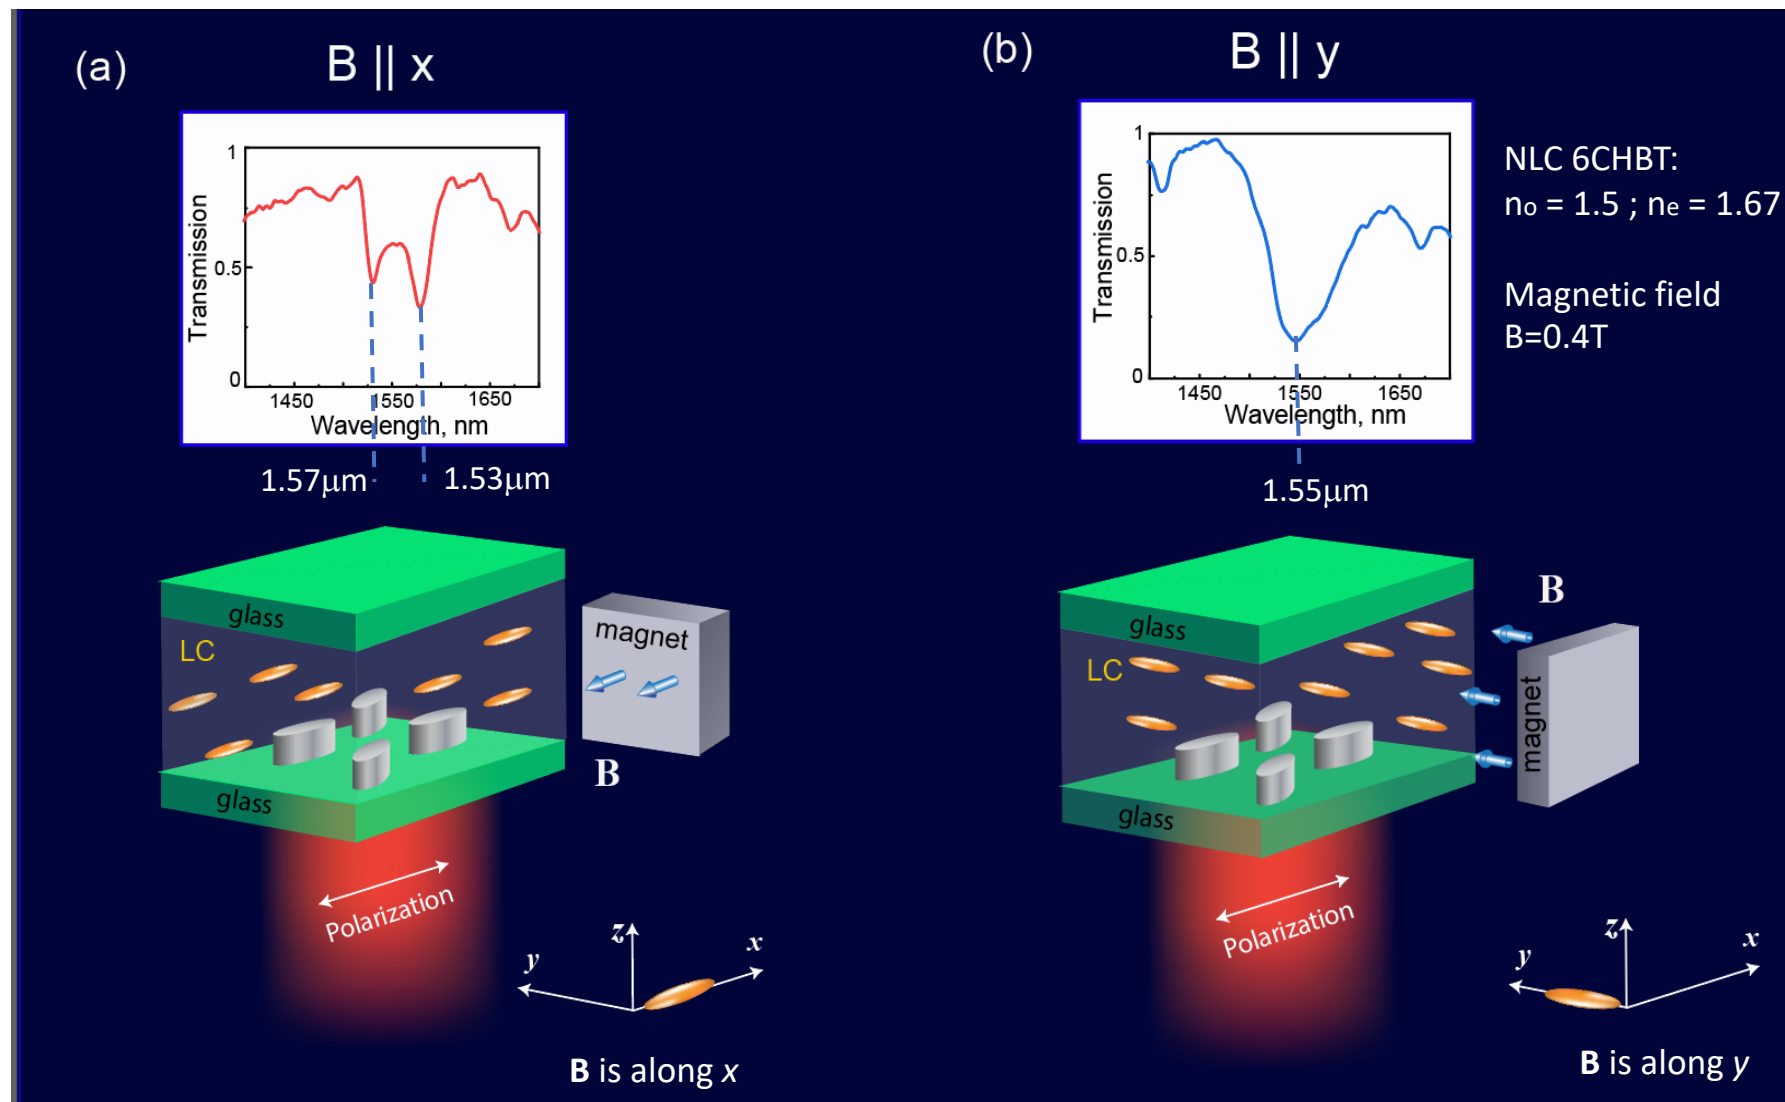 (a)
B || x
1
Transmission
0.5
0
1450
1550
1650
Wavelength, nm
1.57μm
1.53μm
glass
LC
magnet
B
glass
Polarization
z
y
x
B is along x
(b)
B || y
1
Transmission
0.5
0
1450
1550
1650
Wavelength, nm
1.55μm
NLC 6CHBT:
no = 1.5 ; ne = 1.67
Magnetic field
B=0.4T
glass
LC
B
magnet
glass
Polarization
z
y
x
B is along y